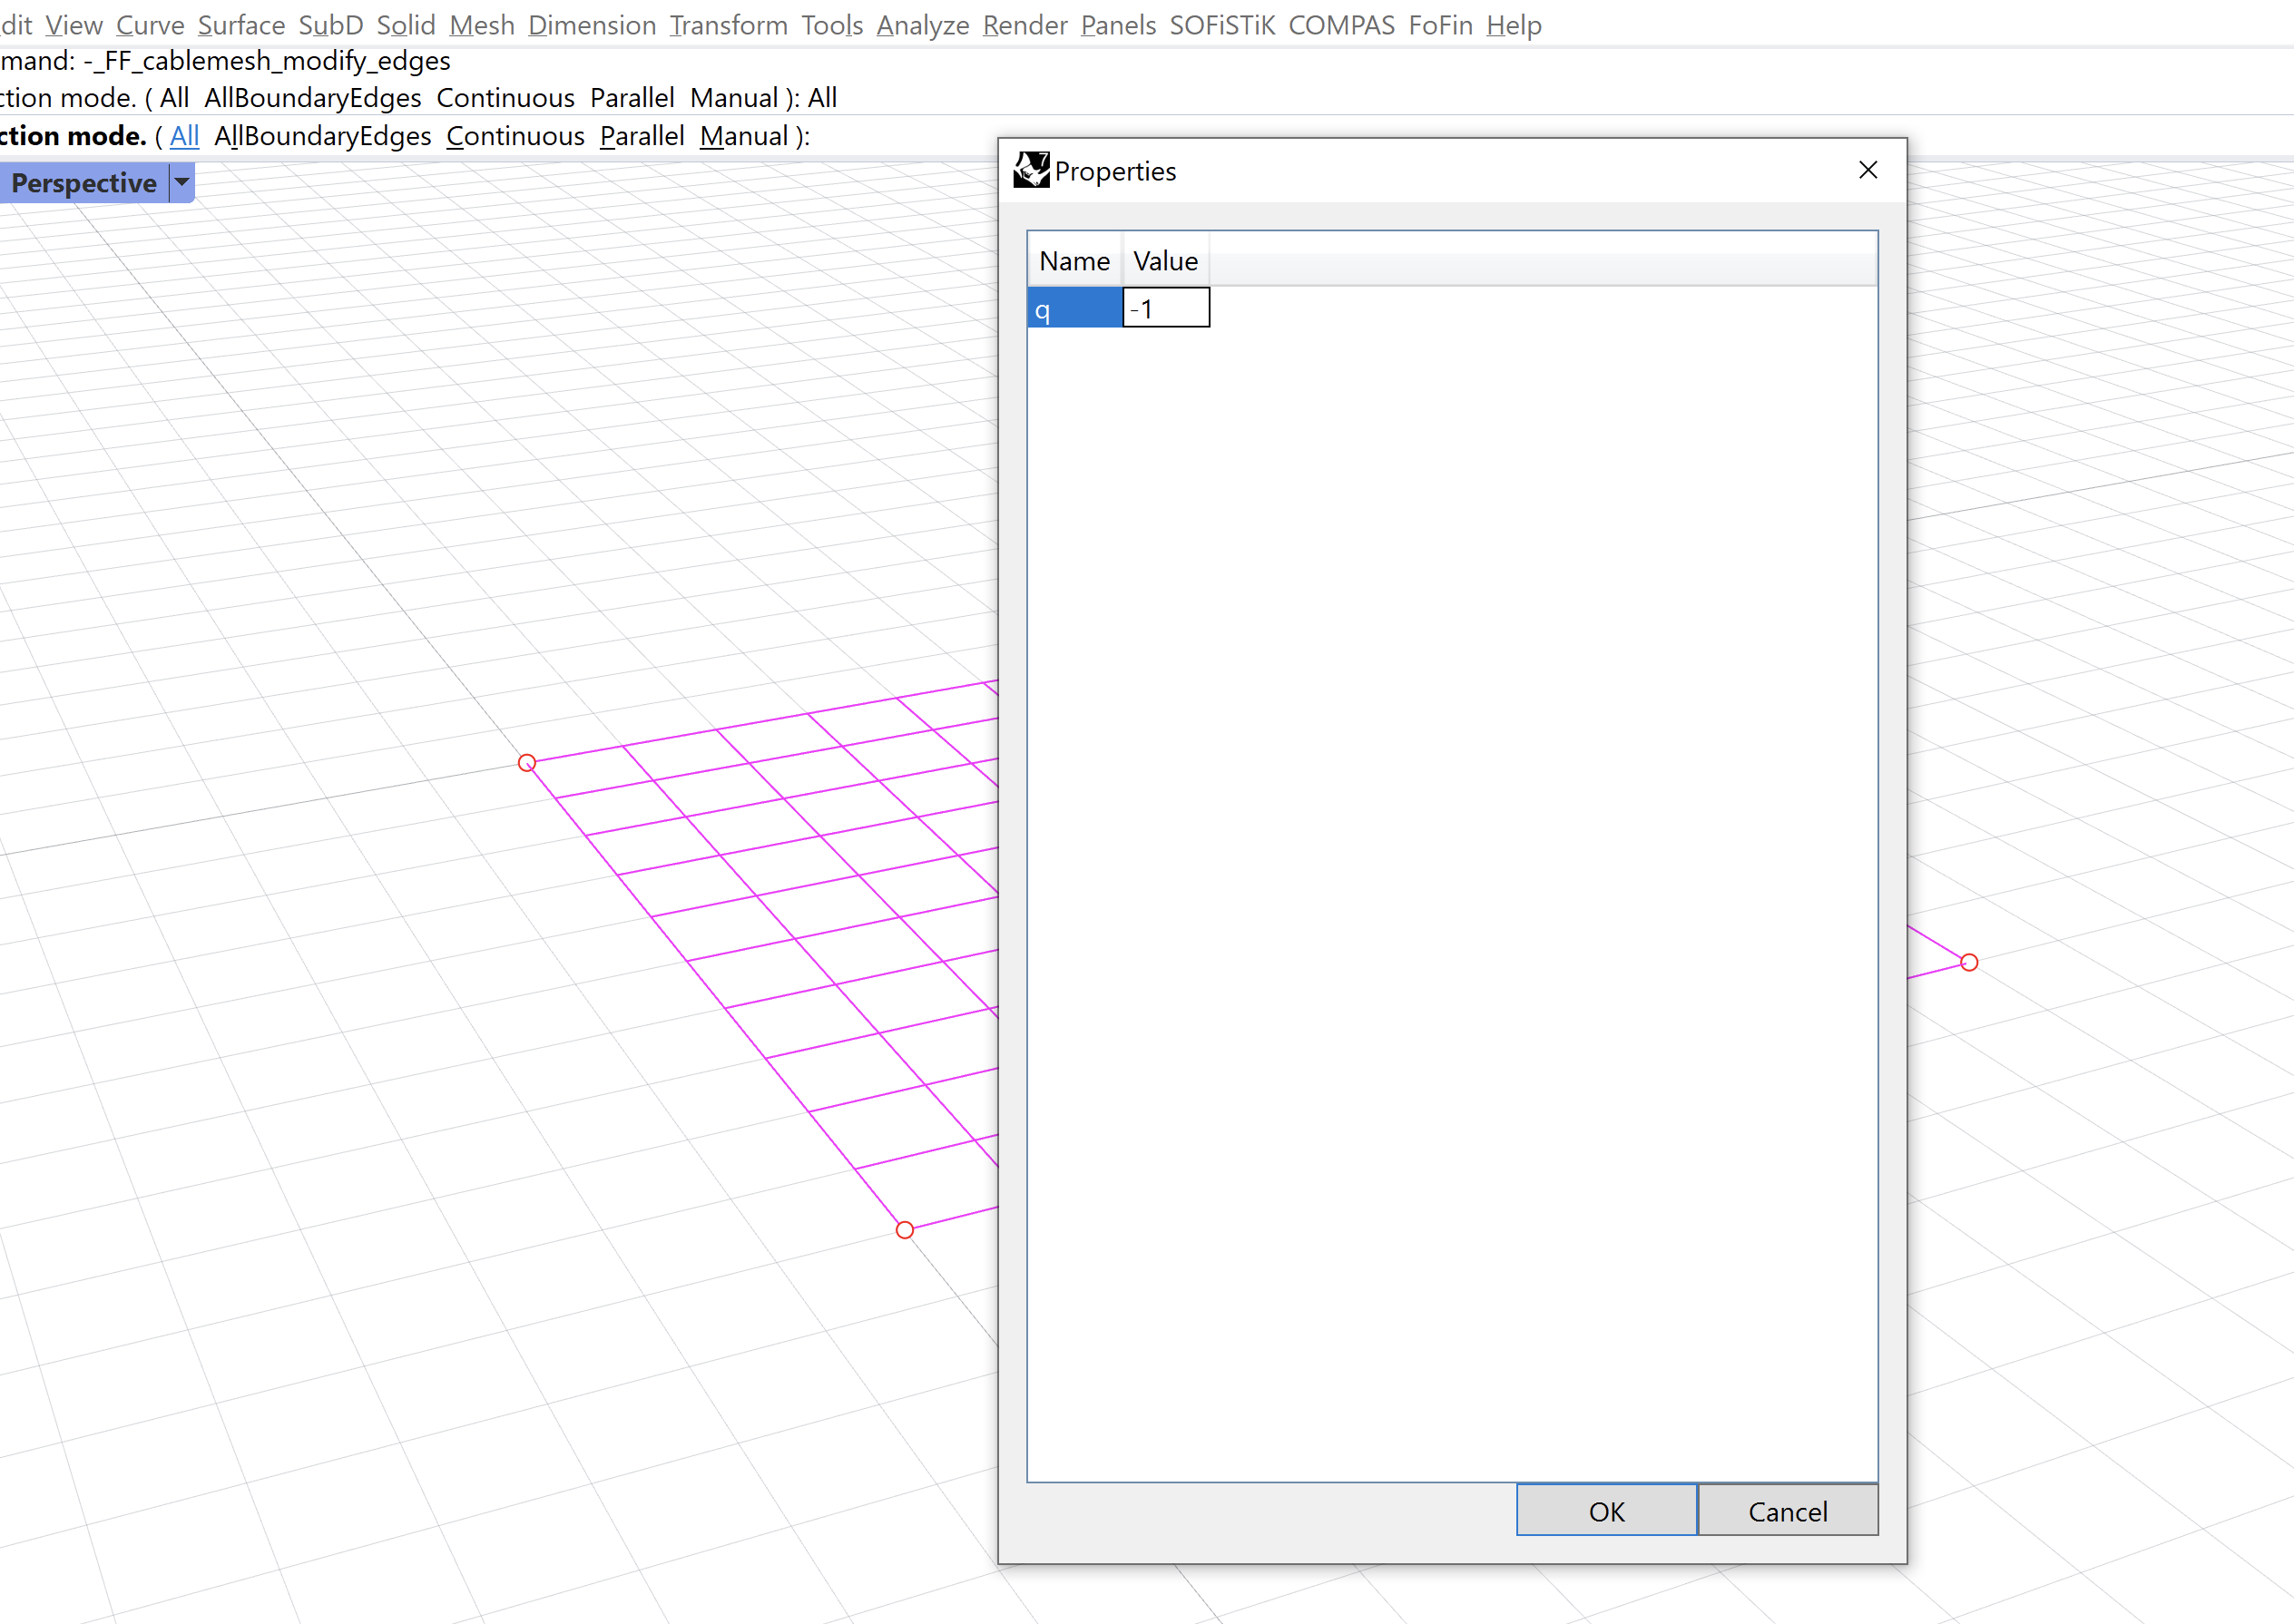 dit View Curve Surface SubD Solid Mesh Dimension Transform Tools Analyze Render Panels SOFiSTiK COMPAS FoFin Help
mand: -_FF_cablemesh_modify_edges
ction mode. ( All AllBoundaryEdges Continuous Parallel Manual ): All
ction mode. ( All AllBoundaryEdges Continuous Parallel Manual ):
Perspective
7 Properties
Name Value
q -1
OK Cancel